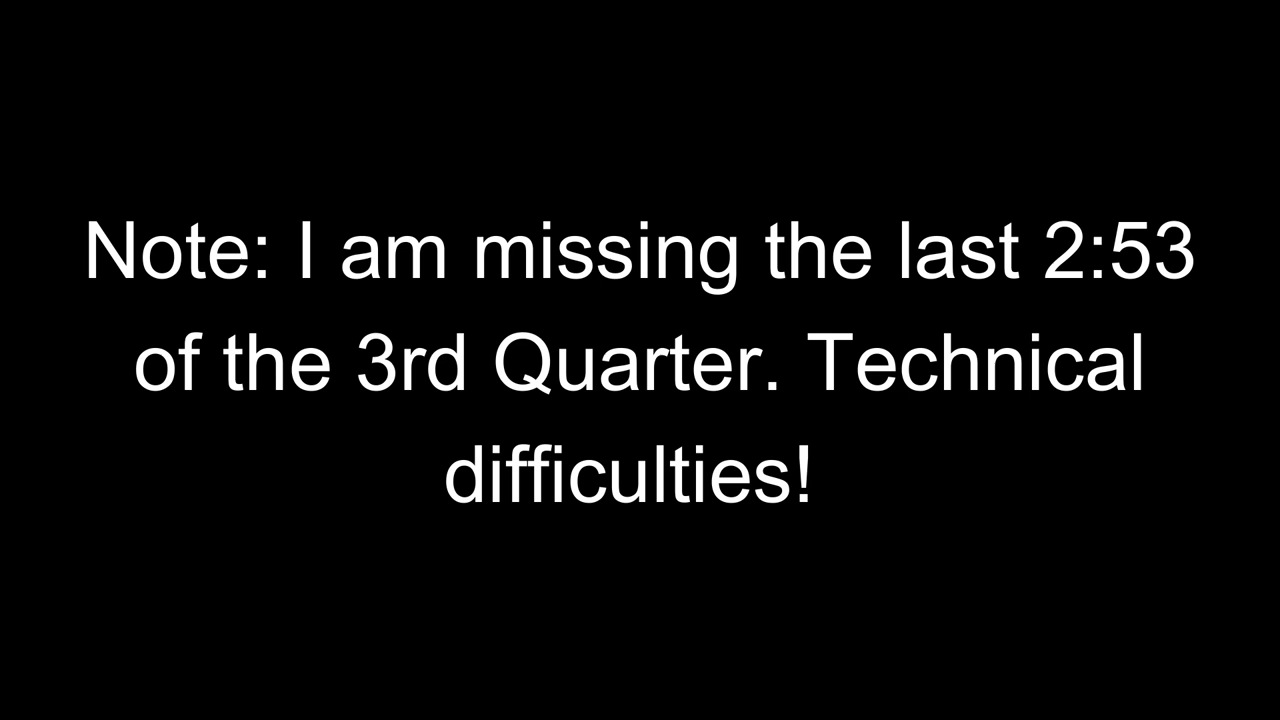 Note: I am missing the last 2:53
of the 3rd Quarter. Technical
difficulties!